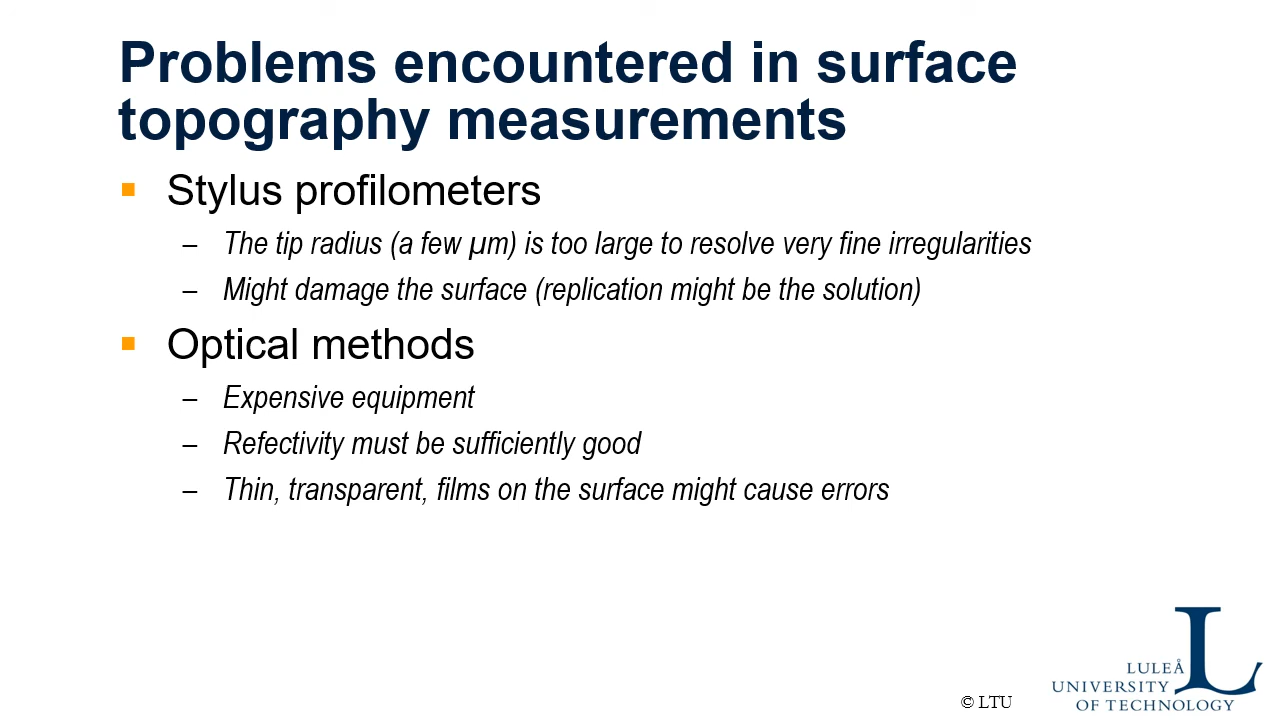 Problems encountered in surface
topography measurements
▪ Stylus profilometers
– The tip radius (a few µm) is too large to resolve very fine irregularities
– Might damage the surface (replication might be the solution)
▪ Optical methods
– Expensive equipment
– Refectivity must be sufficiently good
– Thin, transparent, films on the surface might cause errors
© LTU
LULEÅ
UNIVERSITY
OF TECHNOLOGY
L